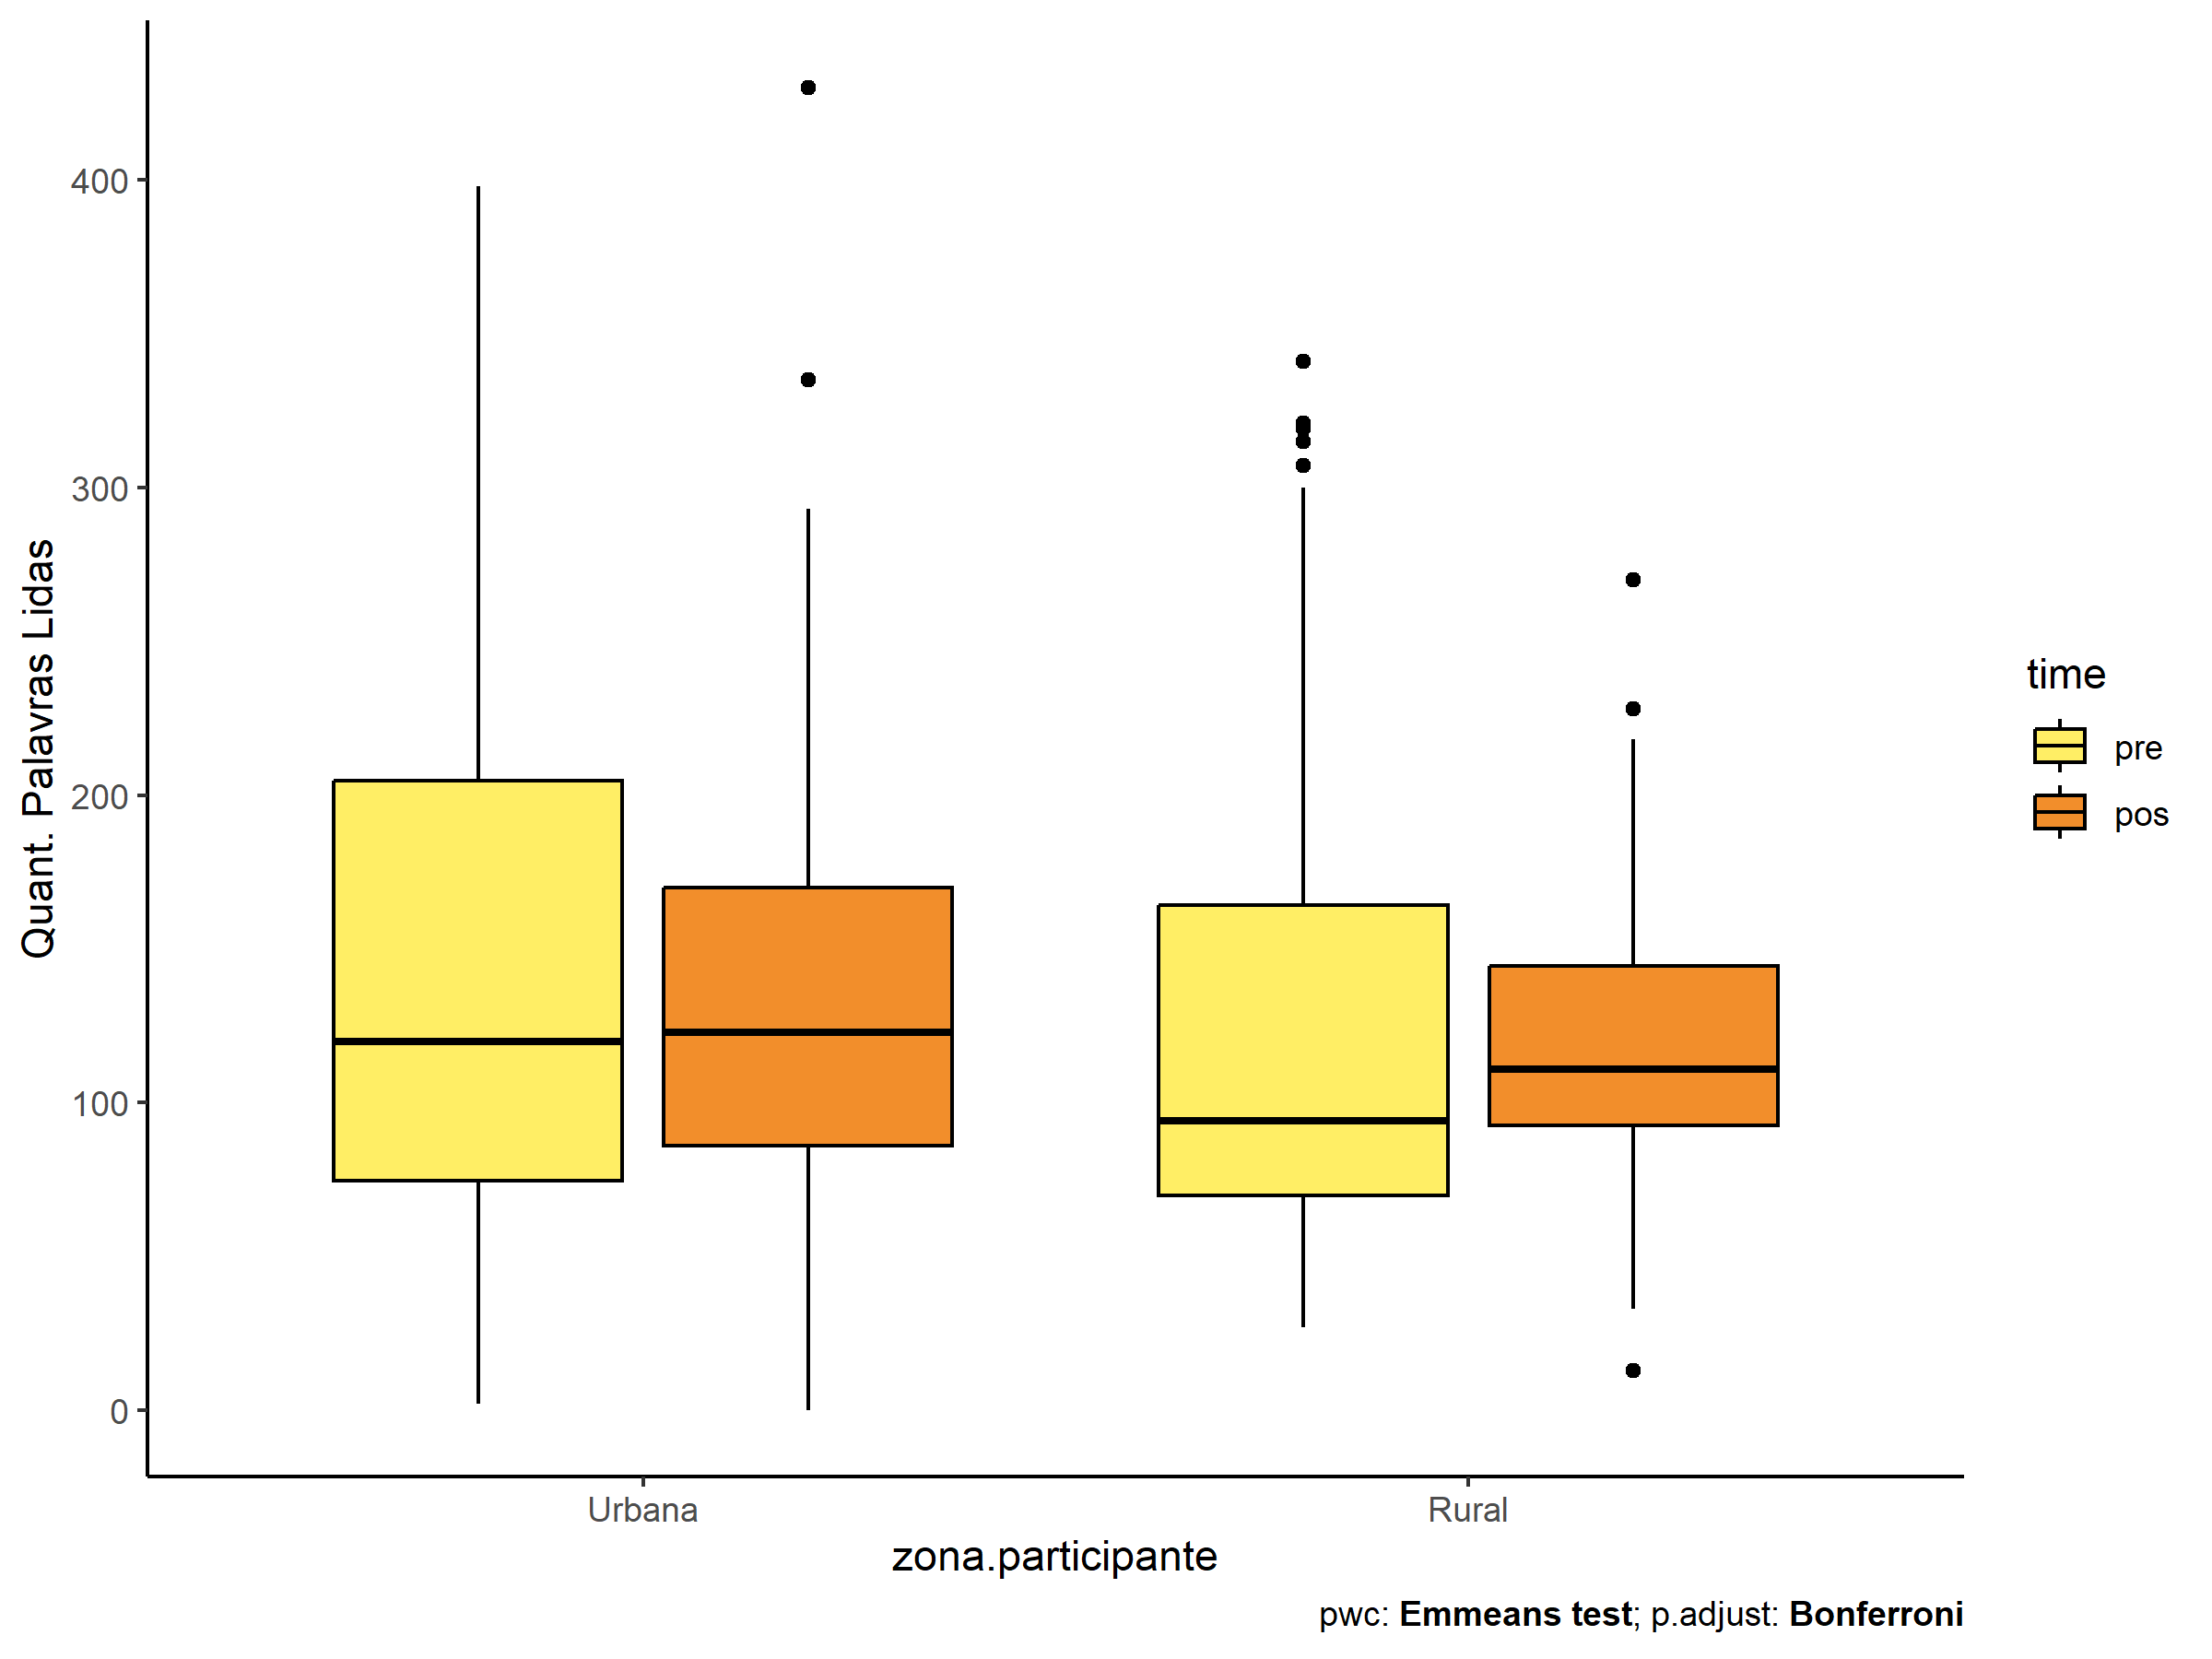 Quant. Palavras Lidas
400
300
200
100
0
Urbana
Rural
zona.participante
time
pre
pos
pwc: Emmeans test; p.adjust: Bonferroni